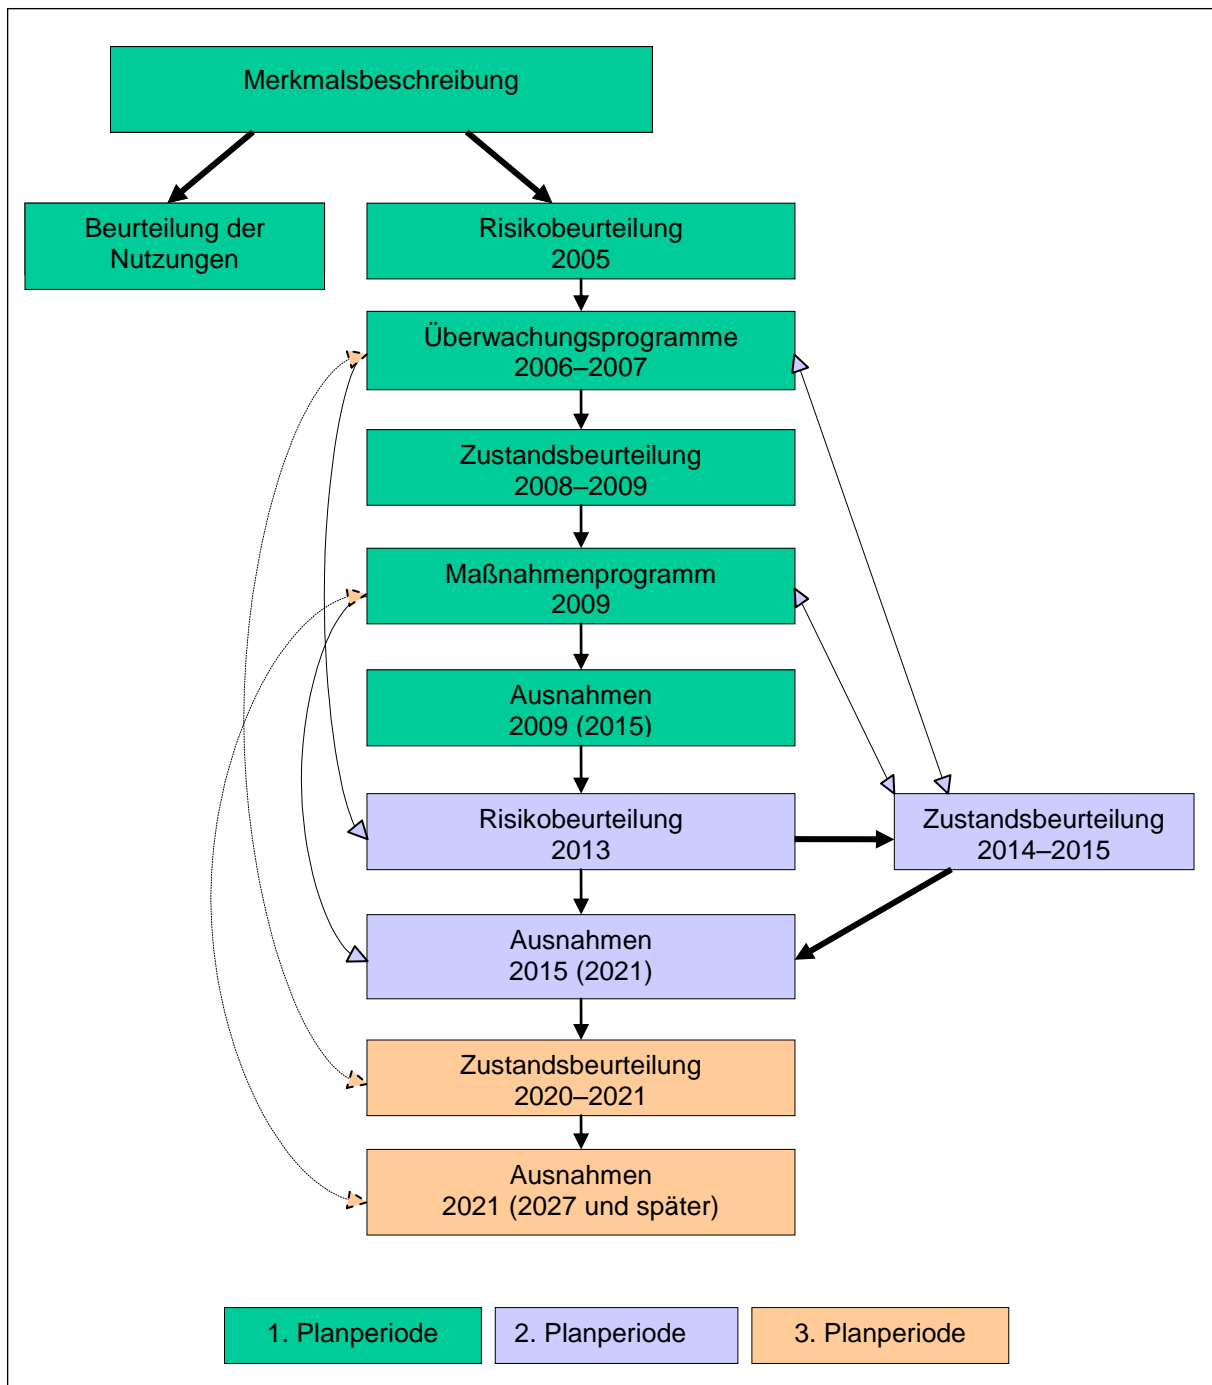 Merkmalsbeschreibung
Beurteilung der
Nutzungen
Risikobeurteilung
2005
Überwachungsprogramme
2006–2007
Zustandsbeurteilung
2008–2009
Maßnahmenprogramm
2009
Ausnahmen
2009 (2015)
Risikobeurteilung
2013
Zustandsbeurteilung
2014–2015
Ausnahmen
2015 (2021)
Zustandsbeurteilung
2020–2021
Ausnahmen
2021 (2027 und später)
1. Planperiode
2. Planperiode
3. Planperiode